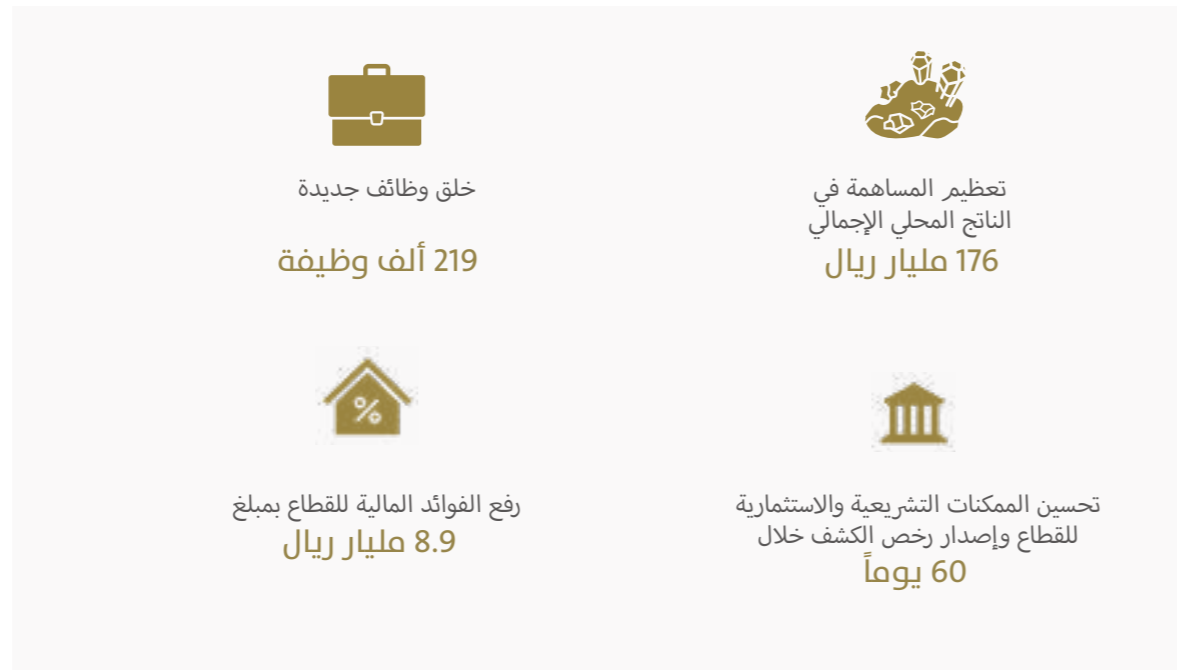 تعظيم المساهمة في
الناتج المحلي الإجمالي
176 مليار ريال
خلق وظائف جديدة
219 ألف وظيفة
تحسين الممكنات التشريعية والاستثمارية
للقطاع وإصدار رخص الكشف خلال
60 يوماً
رفع الفوائد المالية للقطاع بمبلغ
8.9 مليار ريال